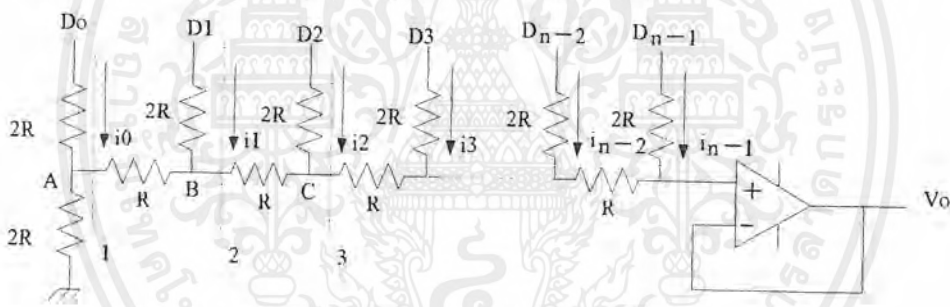 Do D1 D2 D3 Dn−2 Dn−1
2R 2R 2R 2R 2R 2R
i0 i1 i2 i3 in−2 in−1
A R B R C R R + Vo
2R 1 2 3 −